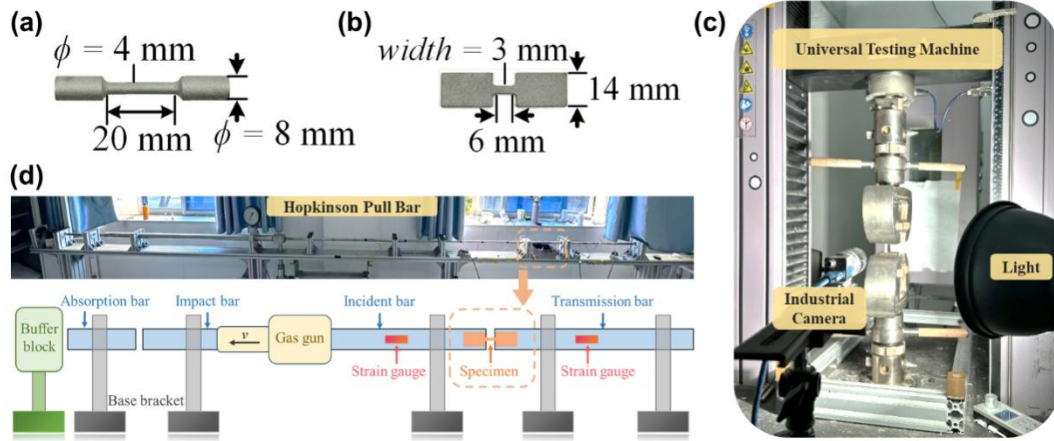 (a)
ϕ = 4 mm
20 mm
ϕ = 8 mm
(b)
width = 3 mm
14 mm
6 mm
(c)
Universal Testing Machine
Light
Industrial
Camera
(d)
Hopkinson Pull Bar
Absorption bar
Impact bar
Incident bar
Transmission bar
Buffer
block
v
Gas gun
Strain gauge
Specimen
Strain gauge
Base bracket